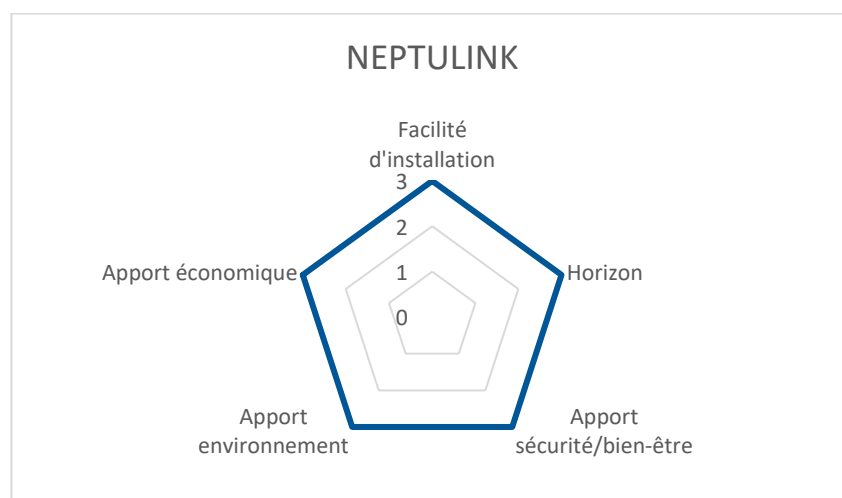 NEPTULINK
Facilité
d'installation
3
2
1
0
Apport économique
Horizon
Apport
environnement
Apport
sécurité/bien-être